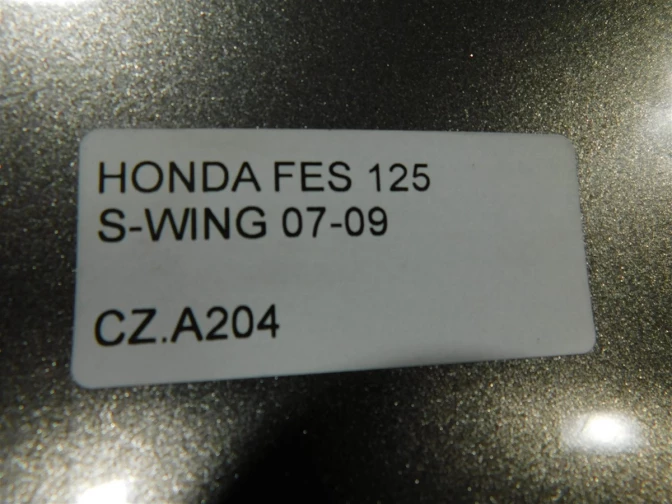 HONDA FES 125
S-WING 07-09
CZ.A204